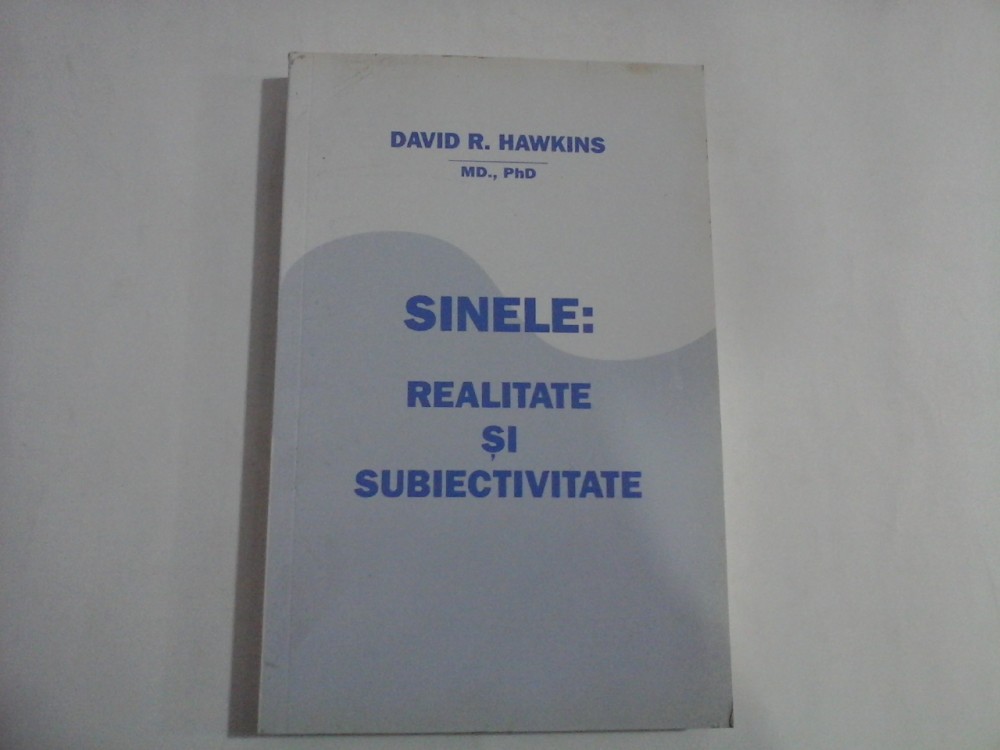 DAVID R. HAWKINS
MD., PhD
SINELE:
REALITATE
ȘI
SUBIECTIVITATE